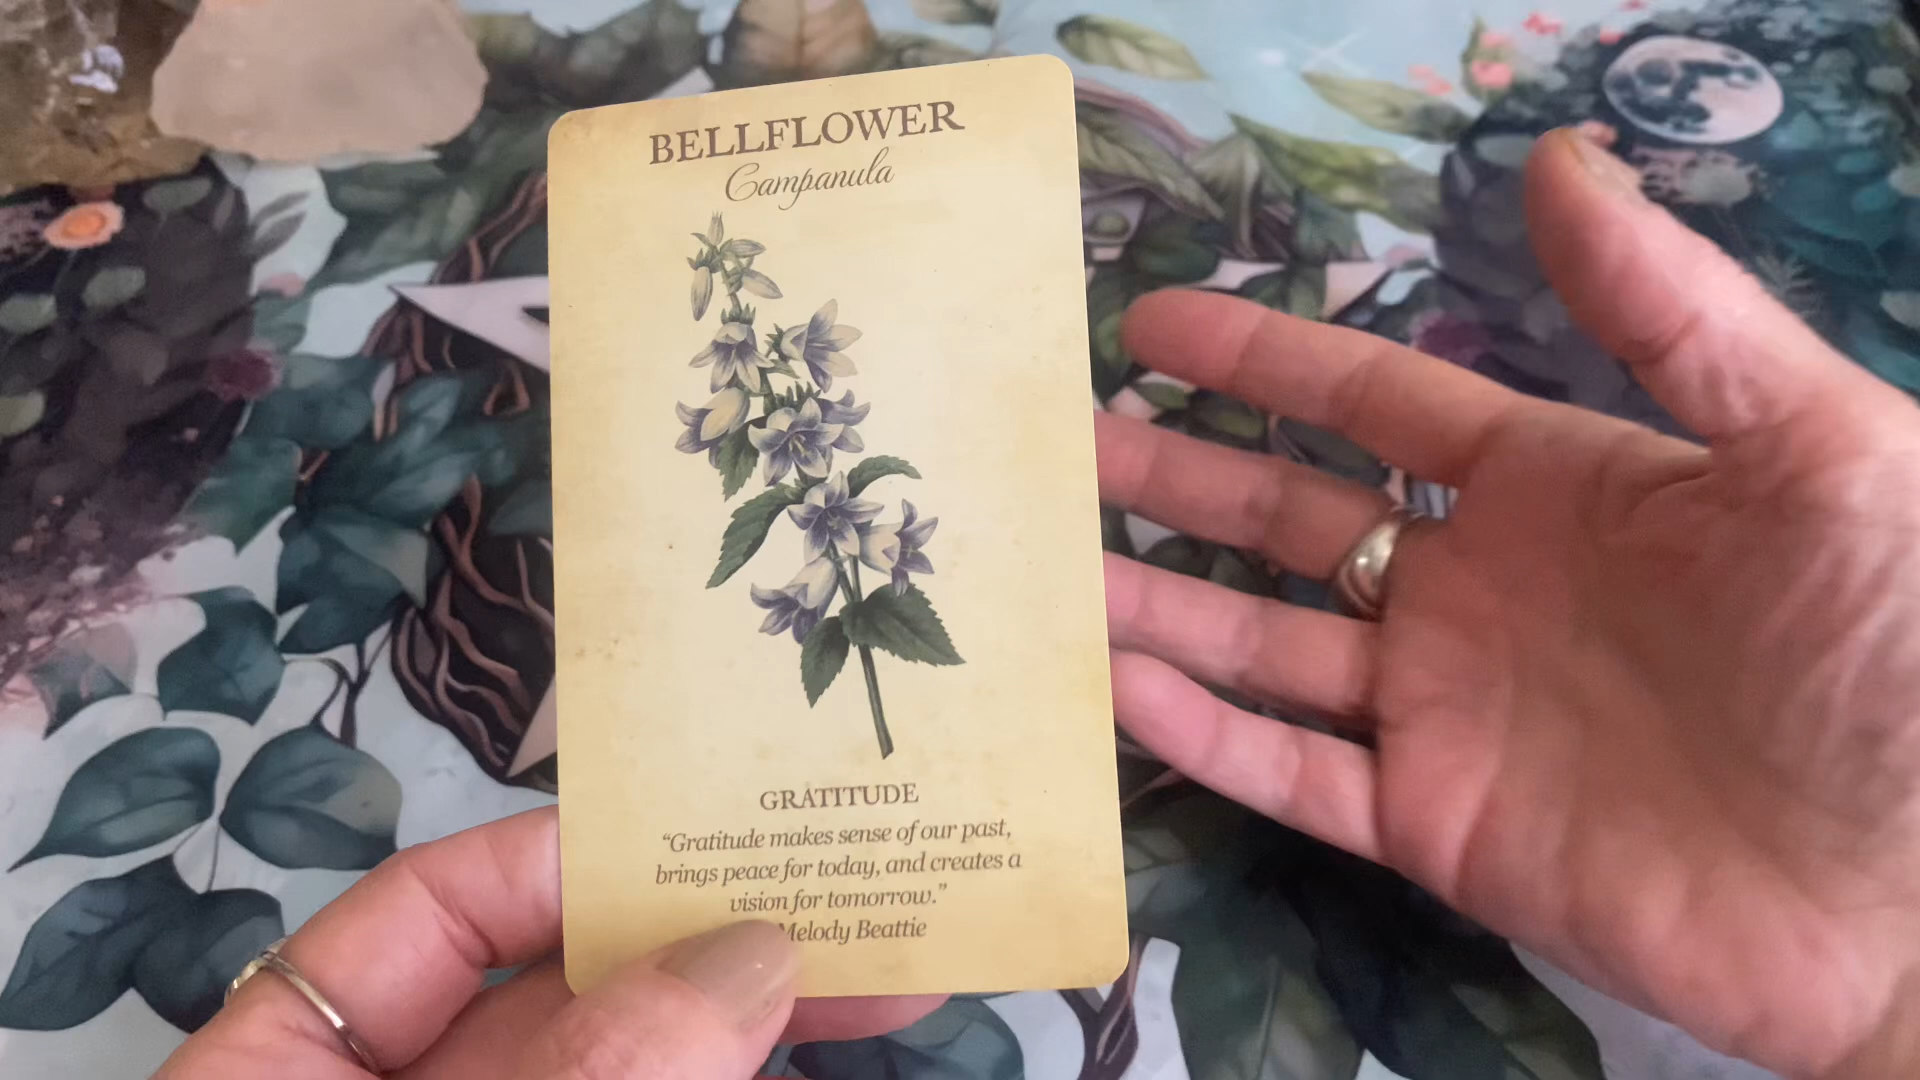 BELLFLOWER
Campanula
GRATITUDE
“Gratitude makes sense of our past,
brings peace for today, and creates a
vision for tomorrow.”
Melody Beattie